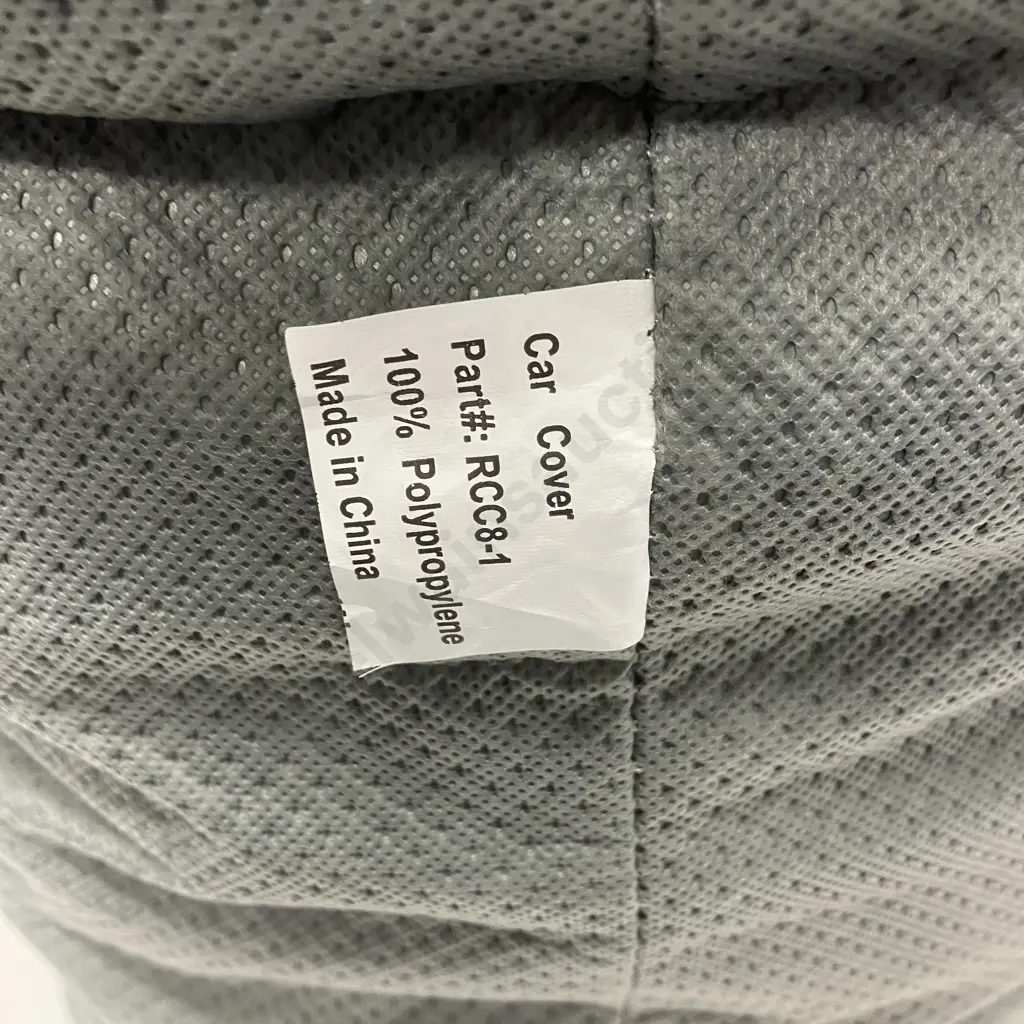 Car Cover
Part#: RCC8-1
100% Polypropylene
Made in China